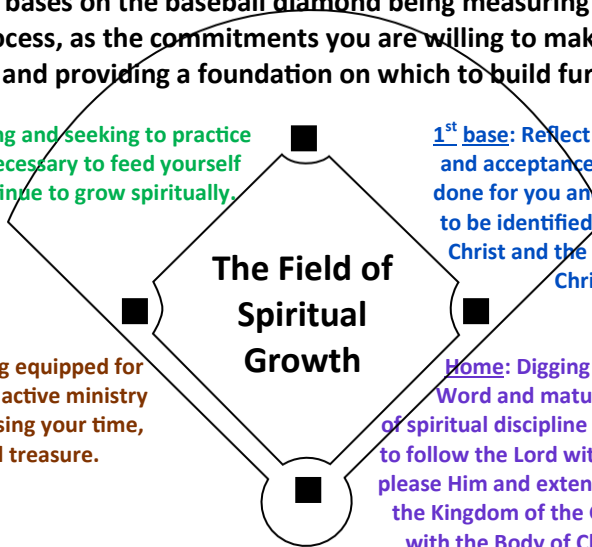 bases on the baseball diamond being measuring
ocess, as the commitments you are willing to mak
and providing a foundation on which to build fur
ng and seeking to practice
ecessary to feed yourself
tinue to grow spiritually.
1st base: Reflect
and acceptance
done for you an
to be identified
Christ and the
Chri
The Field of
Spiritual
Growth
g equipped for
active ministry
sing your time,
d treasure.
Home: Digging
Word and matu
of spiritual discipline
to follow the Lord wit
please Him and exten
the Kingdom of the
with the Body of Cl